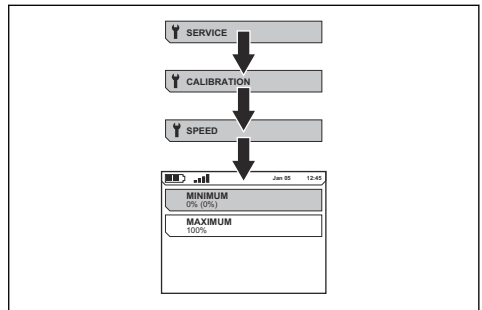 SERVICE
CALIBRATION
SPEED
Jan 05 12:45
MINIMUM
0% (0%)
MAXIMUM
100%